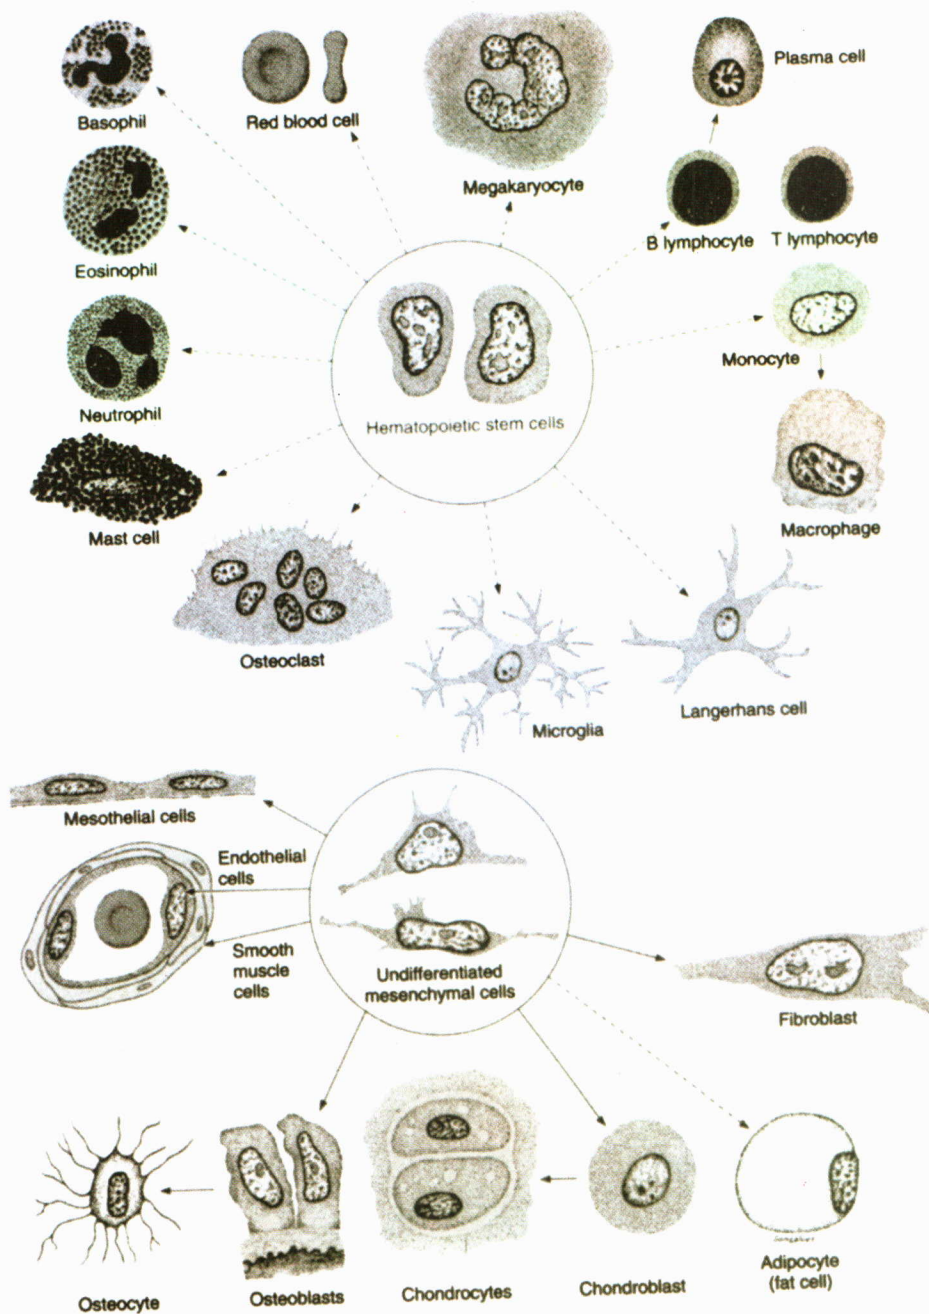 Basophil
Red blood cell
Megakaryocyte
Plasma cell
Eosinophil
B lymphocyte
T lymphocyte
Neutrophil
Hematopoietic stem cells
Monocyte
Mast cell
Macrophage
Osteoclast
Microglia
Langerhans cell
Mesothelial cells
Endothelial
cells
Smooth
muscle
cells
Undifferentiated
mesenchymal cells
Fibroblast
Osteocyte
Osteoblasts
Chondrocytes
Chondroblast
Adipocyte
(fat cell)